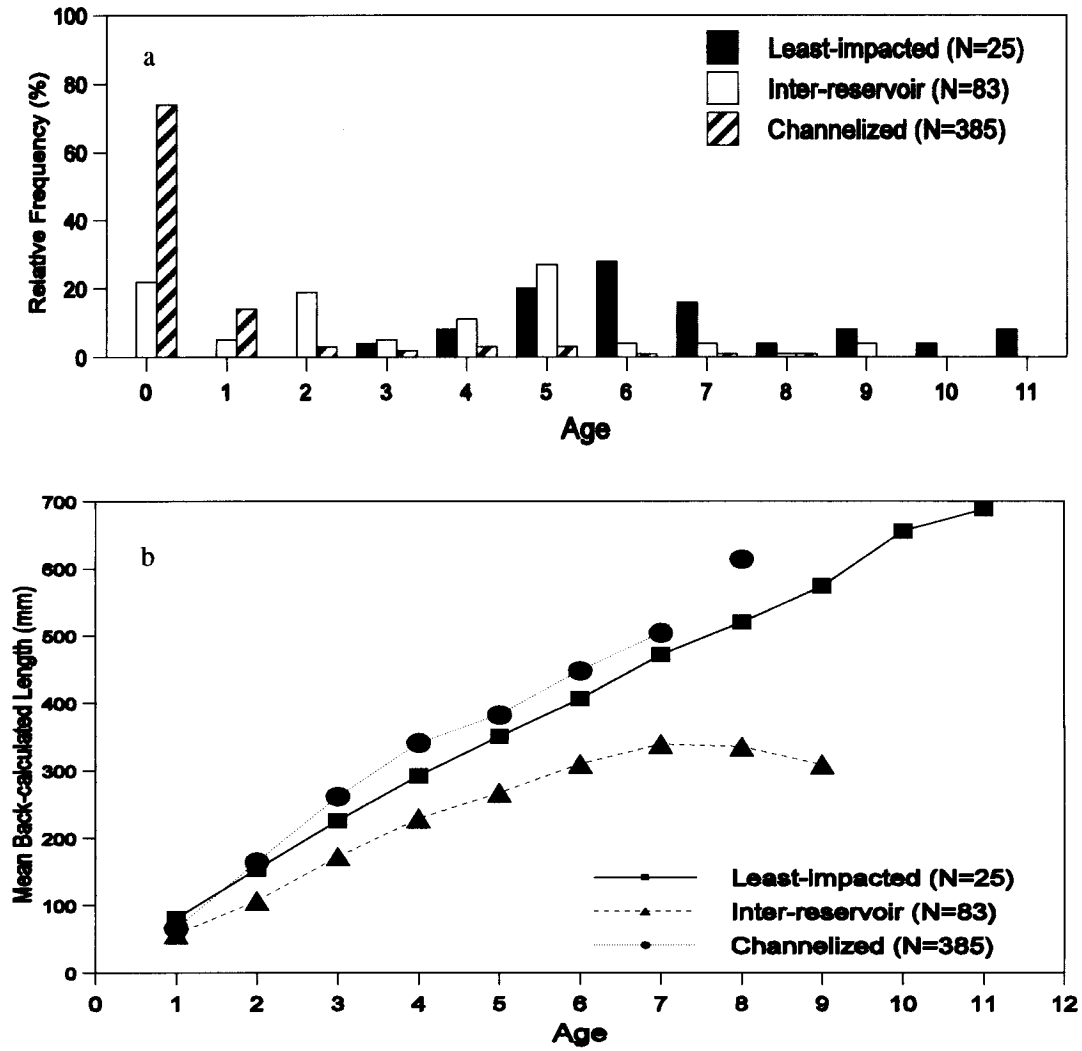 100
80
60
40
20
0
Relative Frequency (%)
a
Least-impacted (N=25)
Inter-reservoir (N=83)
Channelized (N=385)
0 1 2 3 4 5 6 7 8 9 10 11
Age
700
600
500
400
300
200
100
0
Mean Back-calculated Length (mm)
b
Least-impacted (N=25)
Inter-reservoir (N=83)
Channelized (N=385)
0 1 2 3 4 5 6 7 8 9 10 11 12
Age